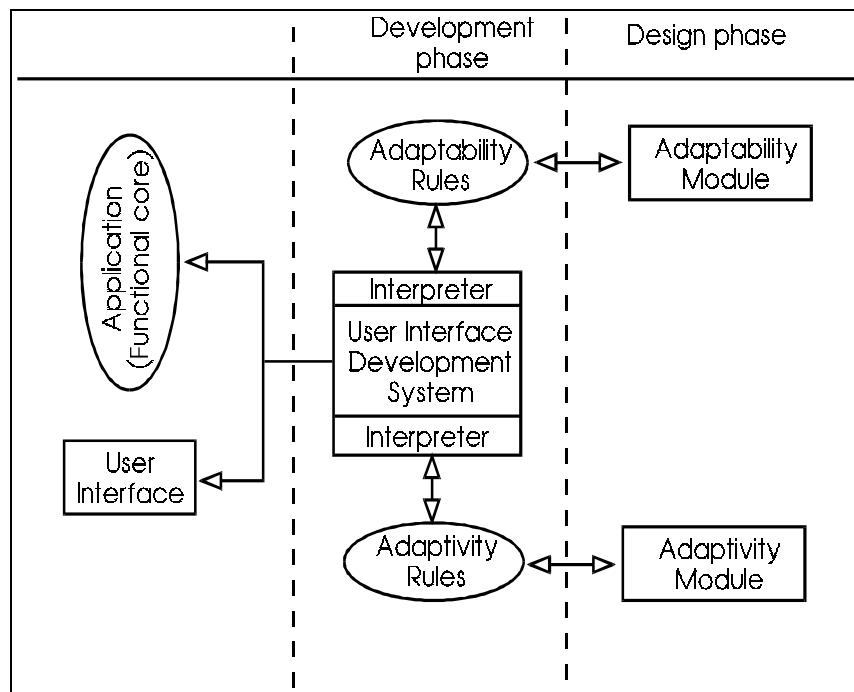 Development
phase
Design phase
Adaptability
Rules
Adaptability
Module
Application
(Functional core)
Interpreter
User Interface
Development
System
Interpreter
User
Interface
Adaptivity
Rules
Adaptivity
Module